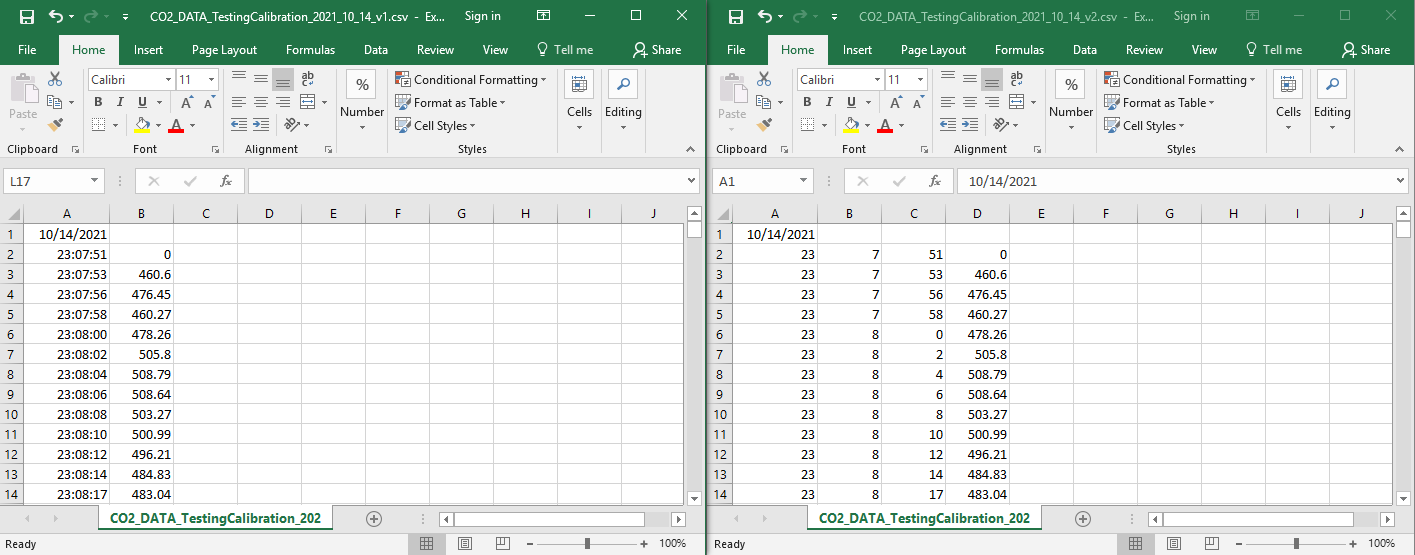 CO2_DATA_TestingCalibration_2021_10_14_v1.csv - Ex... Sign in
File Home Insert Page Layout Formulas Data Review View Tell me Share
Paste
Calibri 11
B I U A A
A
ab
%
Number
Conditional Formatting
Format as Table
Cell Styles
Cells
Editing
Clipboard Font Alignment Styles
L17 fx
A B C D E F G H I J
1 10/14/2021
2 23:07:51 0
3 23:07:53 460.6
4 23:07:56 476.45
5 23:07:58 460.27
6 23:08:00 478.26
7 23:08:02 505.8
8 23:08:04 508.79
9 23:08:06 508.64
10 23:08:08 503.27
11 23:08:10 500.99
12 23:08:12 496.21
13 23:08:14 484.83
14 23:08:17 483.04
CO2_DATA_TestingCalibration_202
Ready 100%
CO2_DATA_TestingCalibration_2021_10_14_v2.csv - Ex... Sign in
File Home Insert Page Layout Formulas Data Review View Tell me Share
Paste
Calibri 11
B I U A A
A
ab
%
Number
Conditional Formatting
Format as Table
Cell Styles
Cells
Editing
Clipboard Font Alignment Styles
A1 fx 10/14/2021
A B C D E F G H I J
1 10/14/2021
2 23 7 51 0
3 23 7 53 460.6
4 23 7 56 476.45
5 23 7 58 460.27
6 23 8 0 478.26
7 23 8 2 505.8
8 23 8 4 508.79
9 23 8 6 508.64
10 23 8 8 503.27
11 23 8 10 500.99
12 23 8 12 496.21
13 23 8 14 484.83
14 23 8 17 483.04
CO2_DATA_TestingCalibration_202
Ready 100%